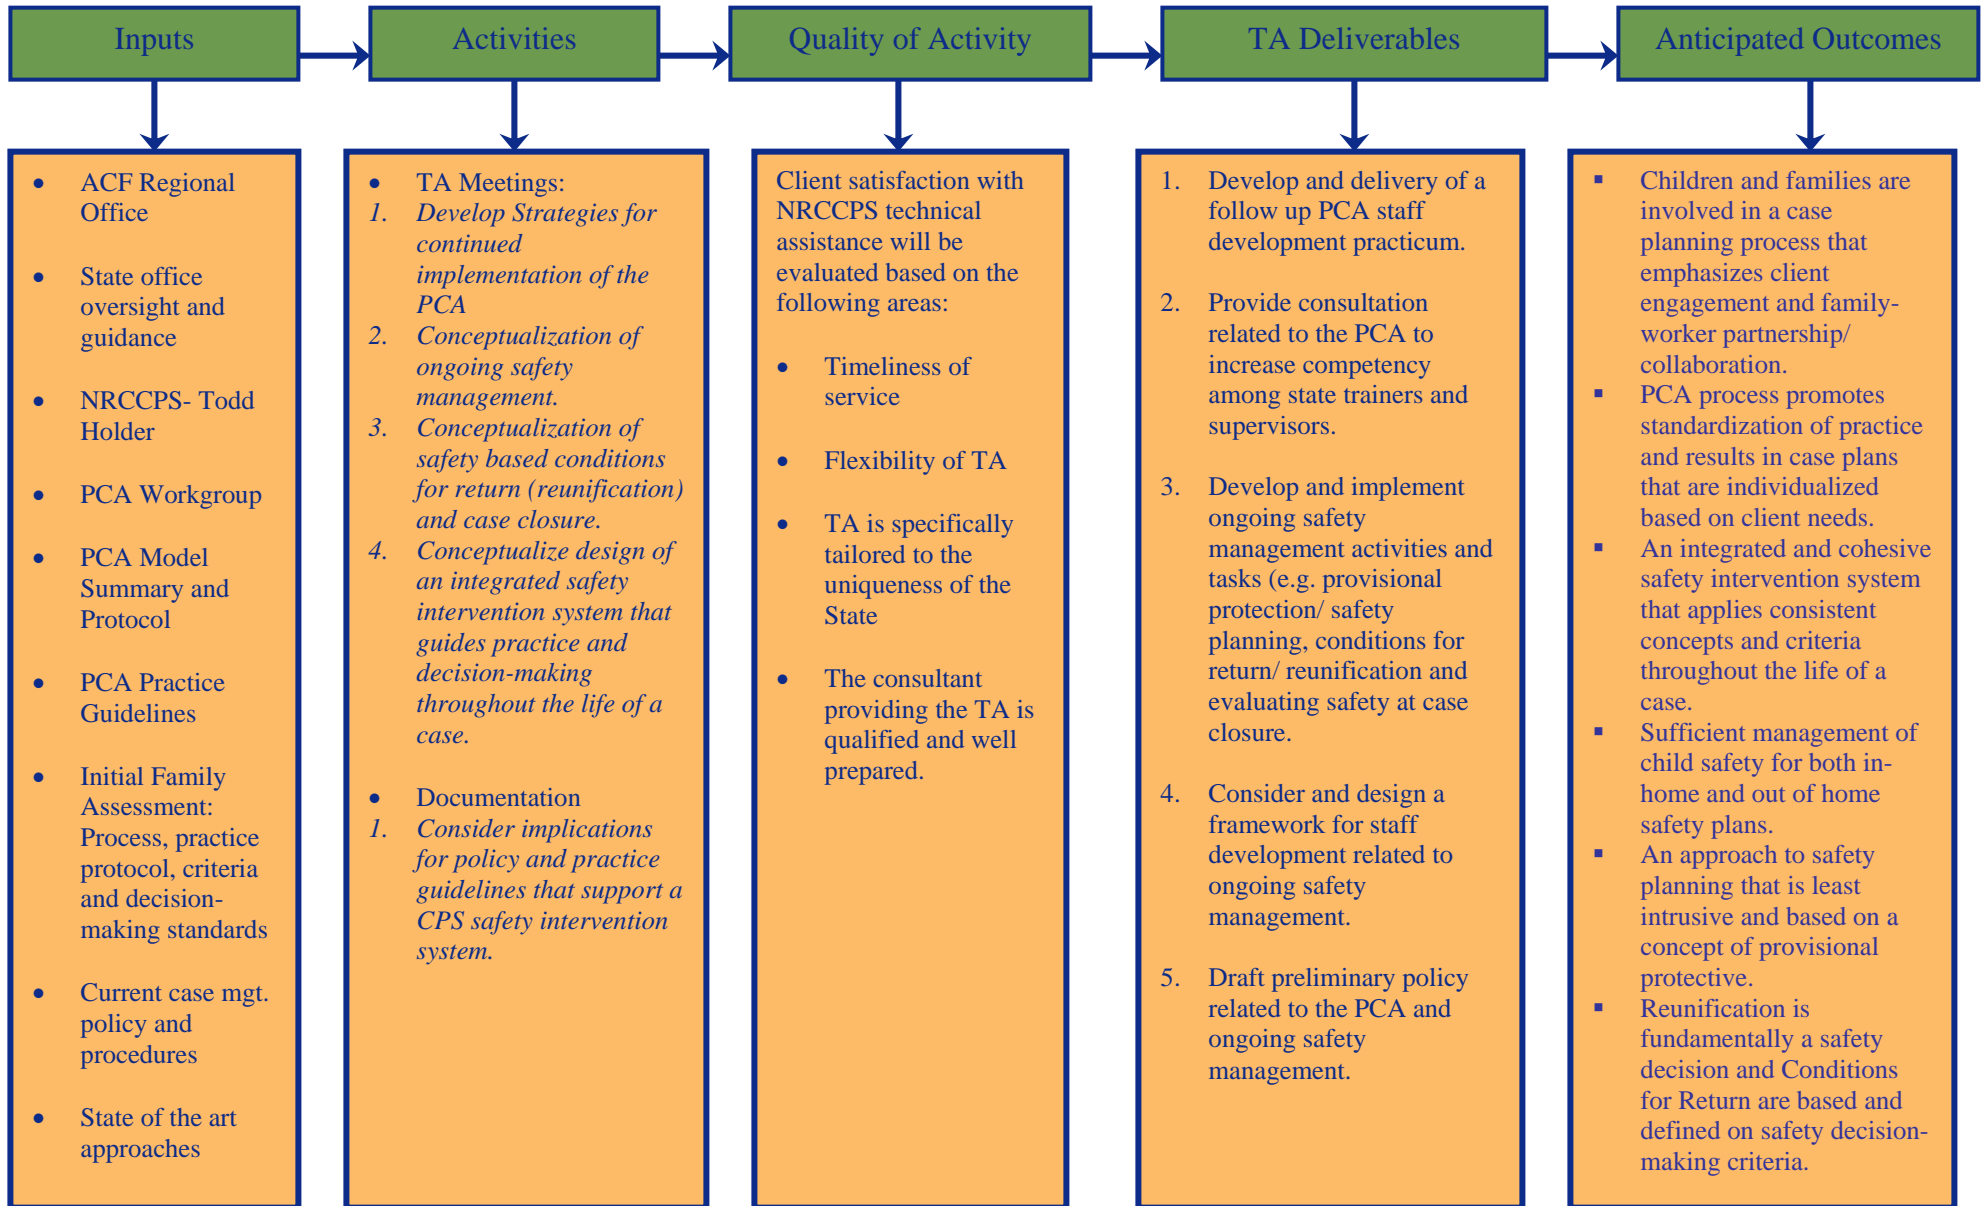 Inputs
Activities
Quality of Activity
TA Deliverables
Anticipated Outcomes
• ACF Regional
Office
• State office
oversight and
guidance
• NRCCPS- Todd
Holder
• PCA Workgroup
• PCA Model
Summary and
Protocol
• PCA Practice
Guidelines
• Initial Family
Assessment:
Process, practice
protocol, criteria
and decision-
making standards
• Current case mgt.
policy and
procedures
• State of the art
approaches
• TA Meetings:
1. Develop Strategies for
continued
implementation of the
PCA
2. Conceptualization of
ongoing safety
management.
3. Conceptualization of
safety based conditions
for return (reunification)
and case closure.
4. Conceptualize design of
an integrated safety
intervention system that
guides practice and
decision-making
throughout the life of a
case.
• Documentation
1. Consider implications
for policy and practice
guidelines that support a
CPS safety intervention
system.
Client satisfaction with
NRCCPS technical
assistance will be
evaluated based on the
following areas:
• Timeliness of
service
• Flexibility of TA
• TA is specifically
tailored to the
uniqueness of the
State
• The consultant
providing the TA is
qualified and well
prepared.
1. Develop and delivery of a
follow up PCA staff
development practicum.
2. Provide consultation
related to the PCA to
increase competency
among state trainers and
supervisors.
3. Develop and implement
ongoing safety
management activities and
tasks (e.g. provisional
protection/ safety
planning, conditions for
return/ reunification and
evaluating safety at case
closure.
4. Consider and design a
framework for staff
development related to
ongoing safety
management.
5. Draft preliminary policy
related to the PCA and
ongoing safety
management.
▪ Children and families are
involved in a case
planning process that
emphasizes client
engagement and family-
worker partnership/
collaboration.
▪ PCA process promotes
standardization of practice
and results in case plans
that are individualized
based on client needs.
▪ An integrated and cohesive
safety intervention system
that applies consistent
concepts and criteria
throughout the life of a
case.
▪ Sufficient management of
child safety for both in-
home and out of home
safety plans.
▪ An approach to safety
planning that is least
intrusive and based on a
concept of provisional
protective.
▪ Reunification is
fundamentally a safety
decision and Conditions
for Return are based and
defined on safety decision-
making criteria.